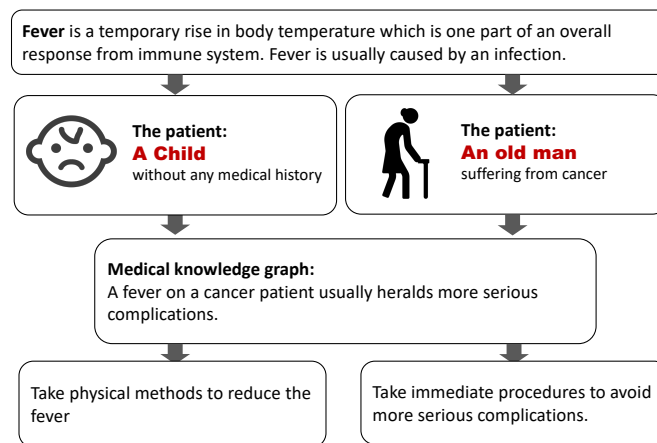 Fever is a temporary rise in body temperature which is one part of an overall
response from immune system. Fever is usually caused by an infection.
The patient:
A Child
without any medical history
The patient:
An old man
suffering from cancer
Medical knowledge graph:
A fever on a cancer patient usually heralds more serious
complications.
Take physical methods to reduce the
fever
Take immediate procedures to avoid
more serious complications.